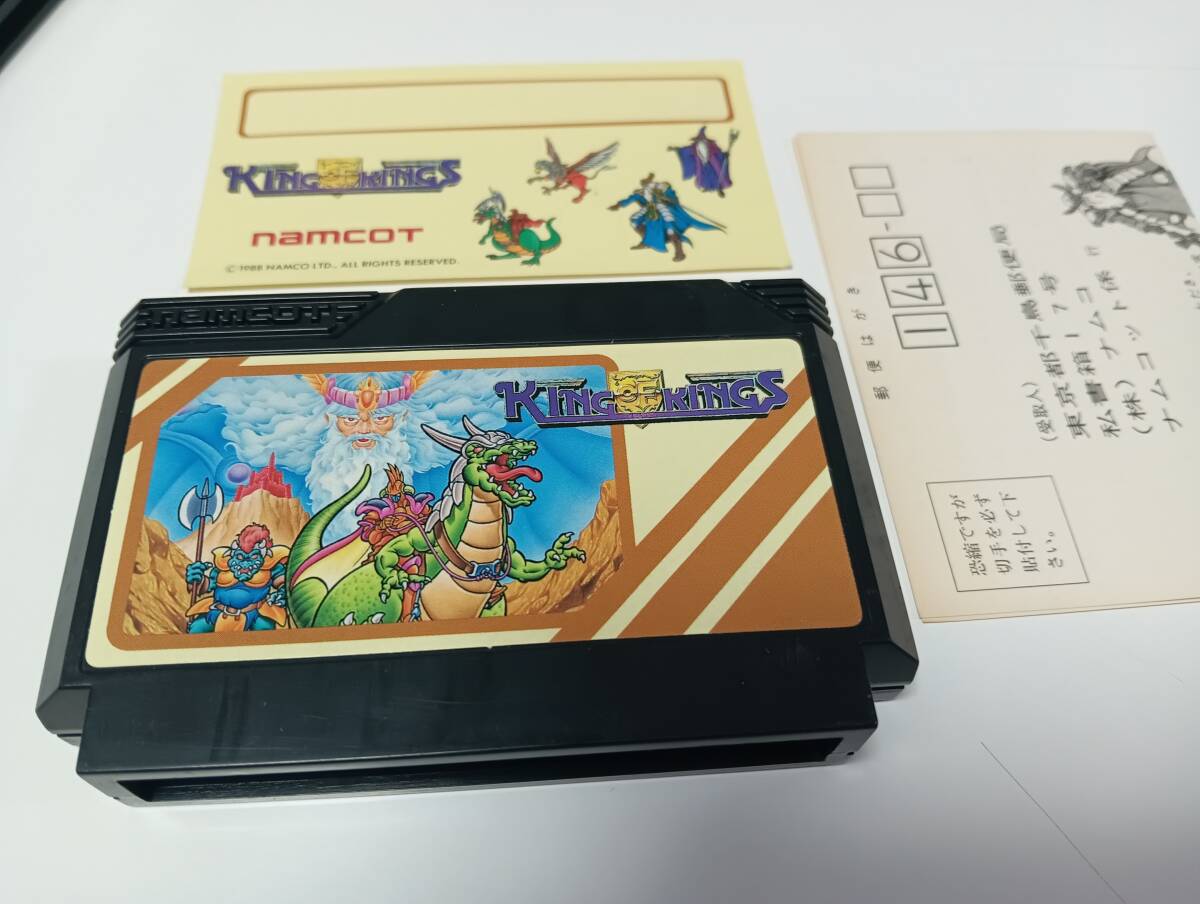 KING OF KINGS
namcot
©1988 NAMCO LTD., ALL RIGHTS RESERVED.
namcot
KING OF KINGS
郵便はがき
146-
(受取人)
東京都千鳥郵便局
私書箱17号
(株)ナムコ
ナムコット係 行
恐縮ですが
切手を必ず
貼付して下
さい。